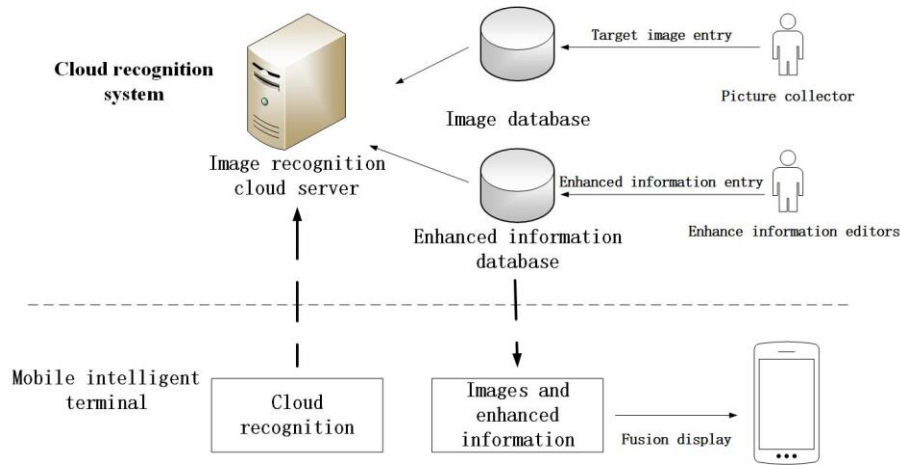 Cloud recognition
system
Image recognition
cloud server
Image database
Target image entry
Picture collector
Enhanced information
database
Enhanced information entry
Enhance information editors
Mobile intelligent
terminal
Cloud
recognition
Images and
enhanced
information
Fusion display